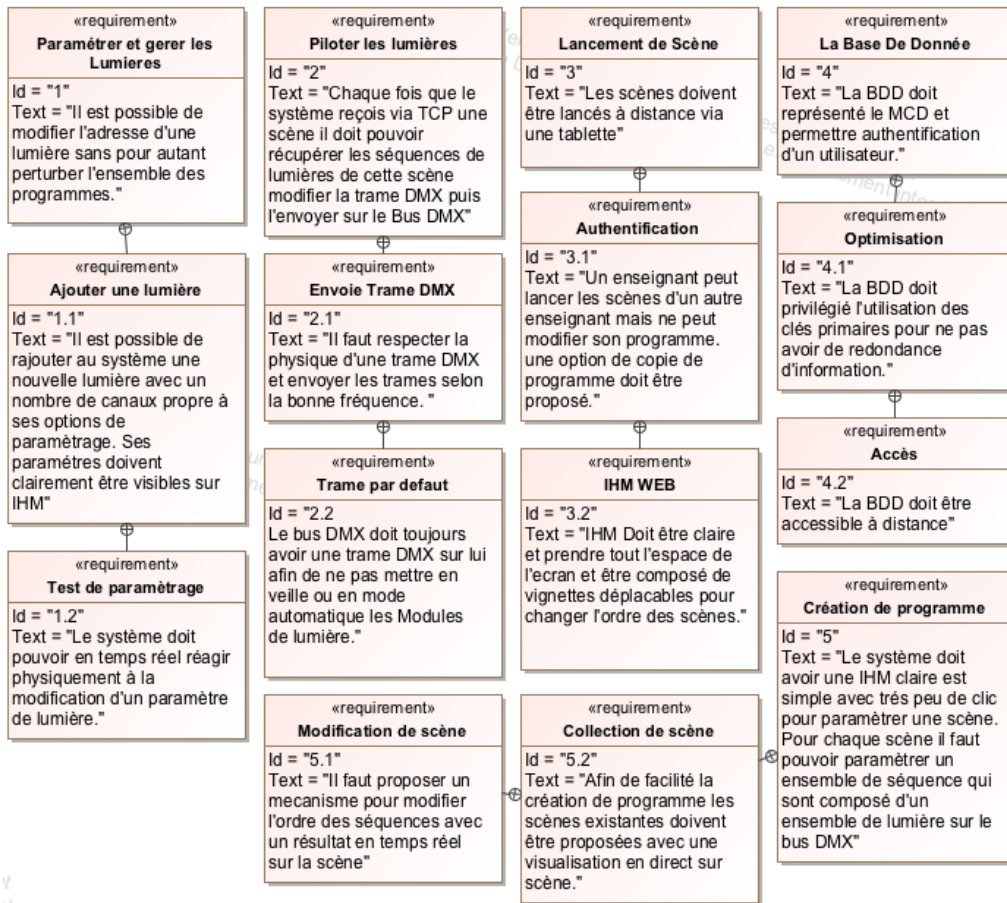 «requirement»
Paramétrer et gerer les
Lumieres
Id = "1"
Text = "Il est possible de
modifier l'adresse d'une
lumière sans pour autant
perturber l'ensemble des
programmes."
«requirement»
Ajouter une lumière
Id = "1.1"
Text = "Il est possible de
rajouter au système une
nouvelle lumière avec un
nombre de canaux propre à
ses options de
paramètrage. Ses
paramétres doivent
clairement être visibles sur
IHM"
«requirement»
Test de paramètrage
Id = "1.2"
Text = "Le système doit
pouvoir en temps réel réagir
physiquement à la
modification d'un paramètre
de lumière."
«requirement»
Piloter les lumières
Id = "2"
Text = "Chaque fois que le
système reçois via TCP une
scène il doit pouvoir
récupérer les séquences de
lumières de cette scène
modifier la trame DMX puis
l'envoyer sur le Bus DMX"
«requirement»
Envoie Trame DMX
Id = "2.1"
Text = "Il faut respecter la
physique d'une trame DMX
et envoyer les trames selon
la bonne fréquence. "
«requirement»
Trame par defaut
Id = "2.2
Le bus DMX doit toujours
avoir une trame DMX sur lui
afin de ne pas mettre en
veille ou en mode
automatique les Modules
de lumière."
«requirement»
Lancement de Scène
Id = "3"
Text = "Les scènes doivent
être lancés à distance via
une tablette"
«requirement»
Authentification
Id = "3.1"
Text = "Un enseignant peut
lancer les scènes d'un autre
enseignant mais ne peut
modifier son programme.
une option de copie de
programme doit être
proposé."
«requirement»
IHM WEB
Id = "3.2"
Text = "IHM Doit être claire
et prendre tout l'espace de
l'ecran et être composé de
vignettes déplacables pour
changer l'ordre des scènes."
«requirement»
La Base De Donnée
Id = "4"
Text = "La BDD doit
représenté le MCD et
permettre authentification
d'un utilisateur."
«requirement»
Optimisation
Id = "4.1"
Text = "La BDD doit
privilégié l'utilisation des
clés primaires pour ne pas
avoir de redondance
d'information."
«requirement»
Accès
Id = "4.2"
Text = "La BDD doit être
accessible à distance"
«requirement»
Création de programme
Id = "5"
Text = "Le système doit
avoir une IHM claire est
simple avec trés peu de clic
pour paramètrer une scène.
Pour chaque scène il faut
pouvoir paramètrer un
ensemble de séquence qui
sont composé d'un
ensemble de lumière sur le
bus DMX"
«requirement»
Modification de scène
Id = "5.1"
Text = "Il faut proposer un
mecanisme pour modifier
l'ordre des séquences avec
un résultat en temps réel
sur la scène"
«requirement»
Collection de scène
Id = "5.2"
Text = "Afin de facilité la
création de programme les
scènes existantes doivent
être proposées avec une
visualisation en direct sur
scène."